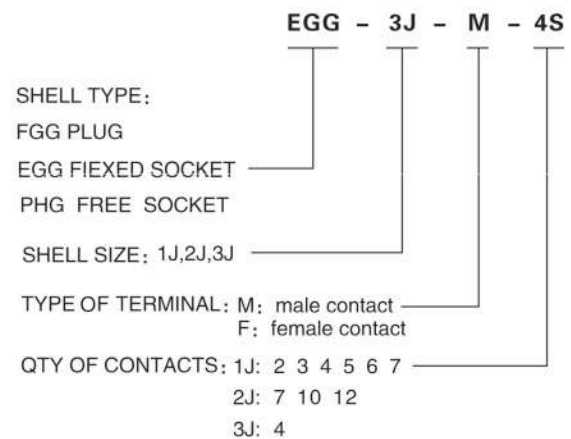 EGG – 3J – M – 4S
SHELL TYPE:
FGG PLUG
EGG FIEXED SOCKET
PHG FREE SOCKET
SHELL SIZE: 1J,2J,3J
TYPE OF TERMINAL: M: male contact
F: female contact
QTY OF CONTACTS: 1J: 2 3 4 5 6 7
2J: 7 10 12
3J: 4